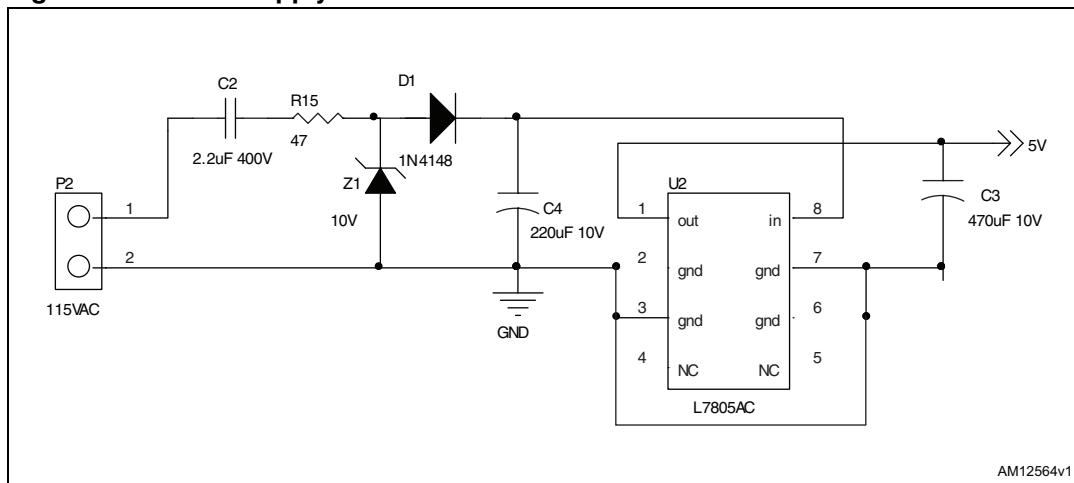 C2
2.2uF 400V
R15
47
D1
1N4148
Z1
10V
C4
220uF 10V
P2
1
2
115VAC
GND
U2
1 out in 8
2 gnd gnd 7
3 gnd gnd 6
4 NC NC 5
L7805AC
5V
C3
470uF 10V
AM12564v1